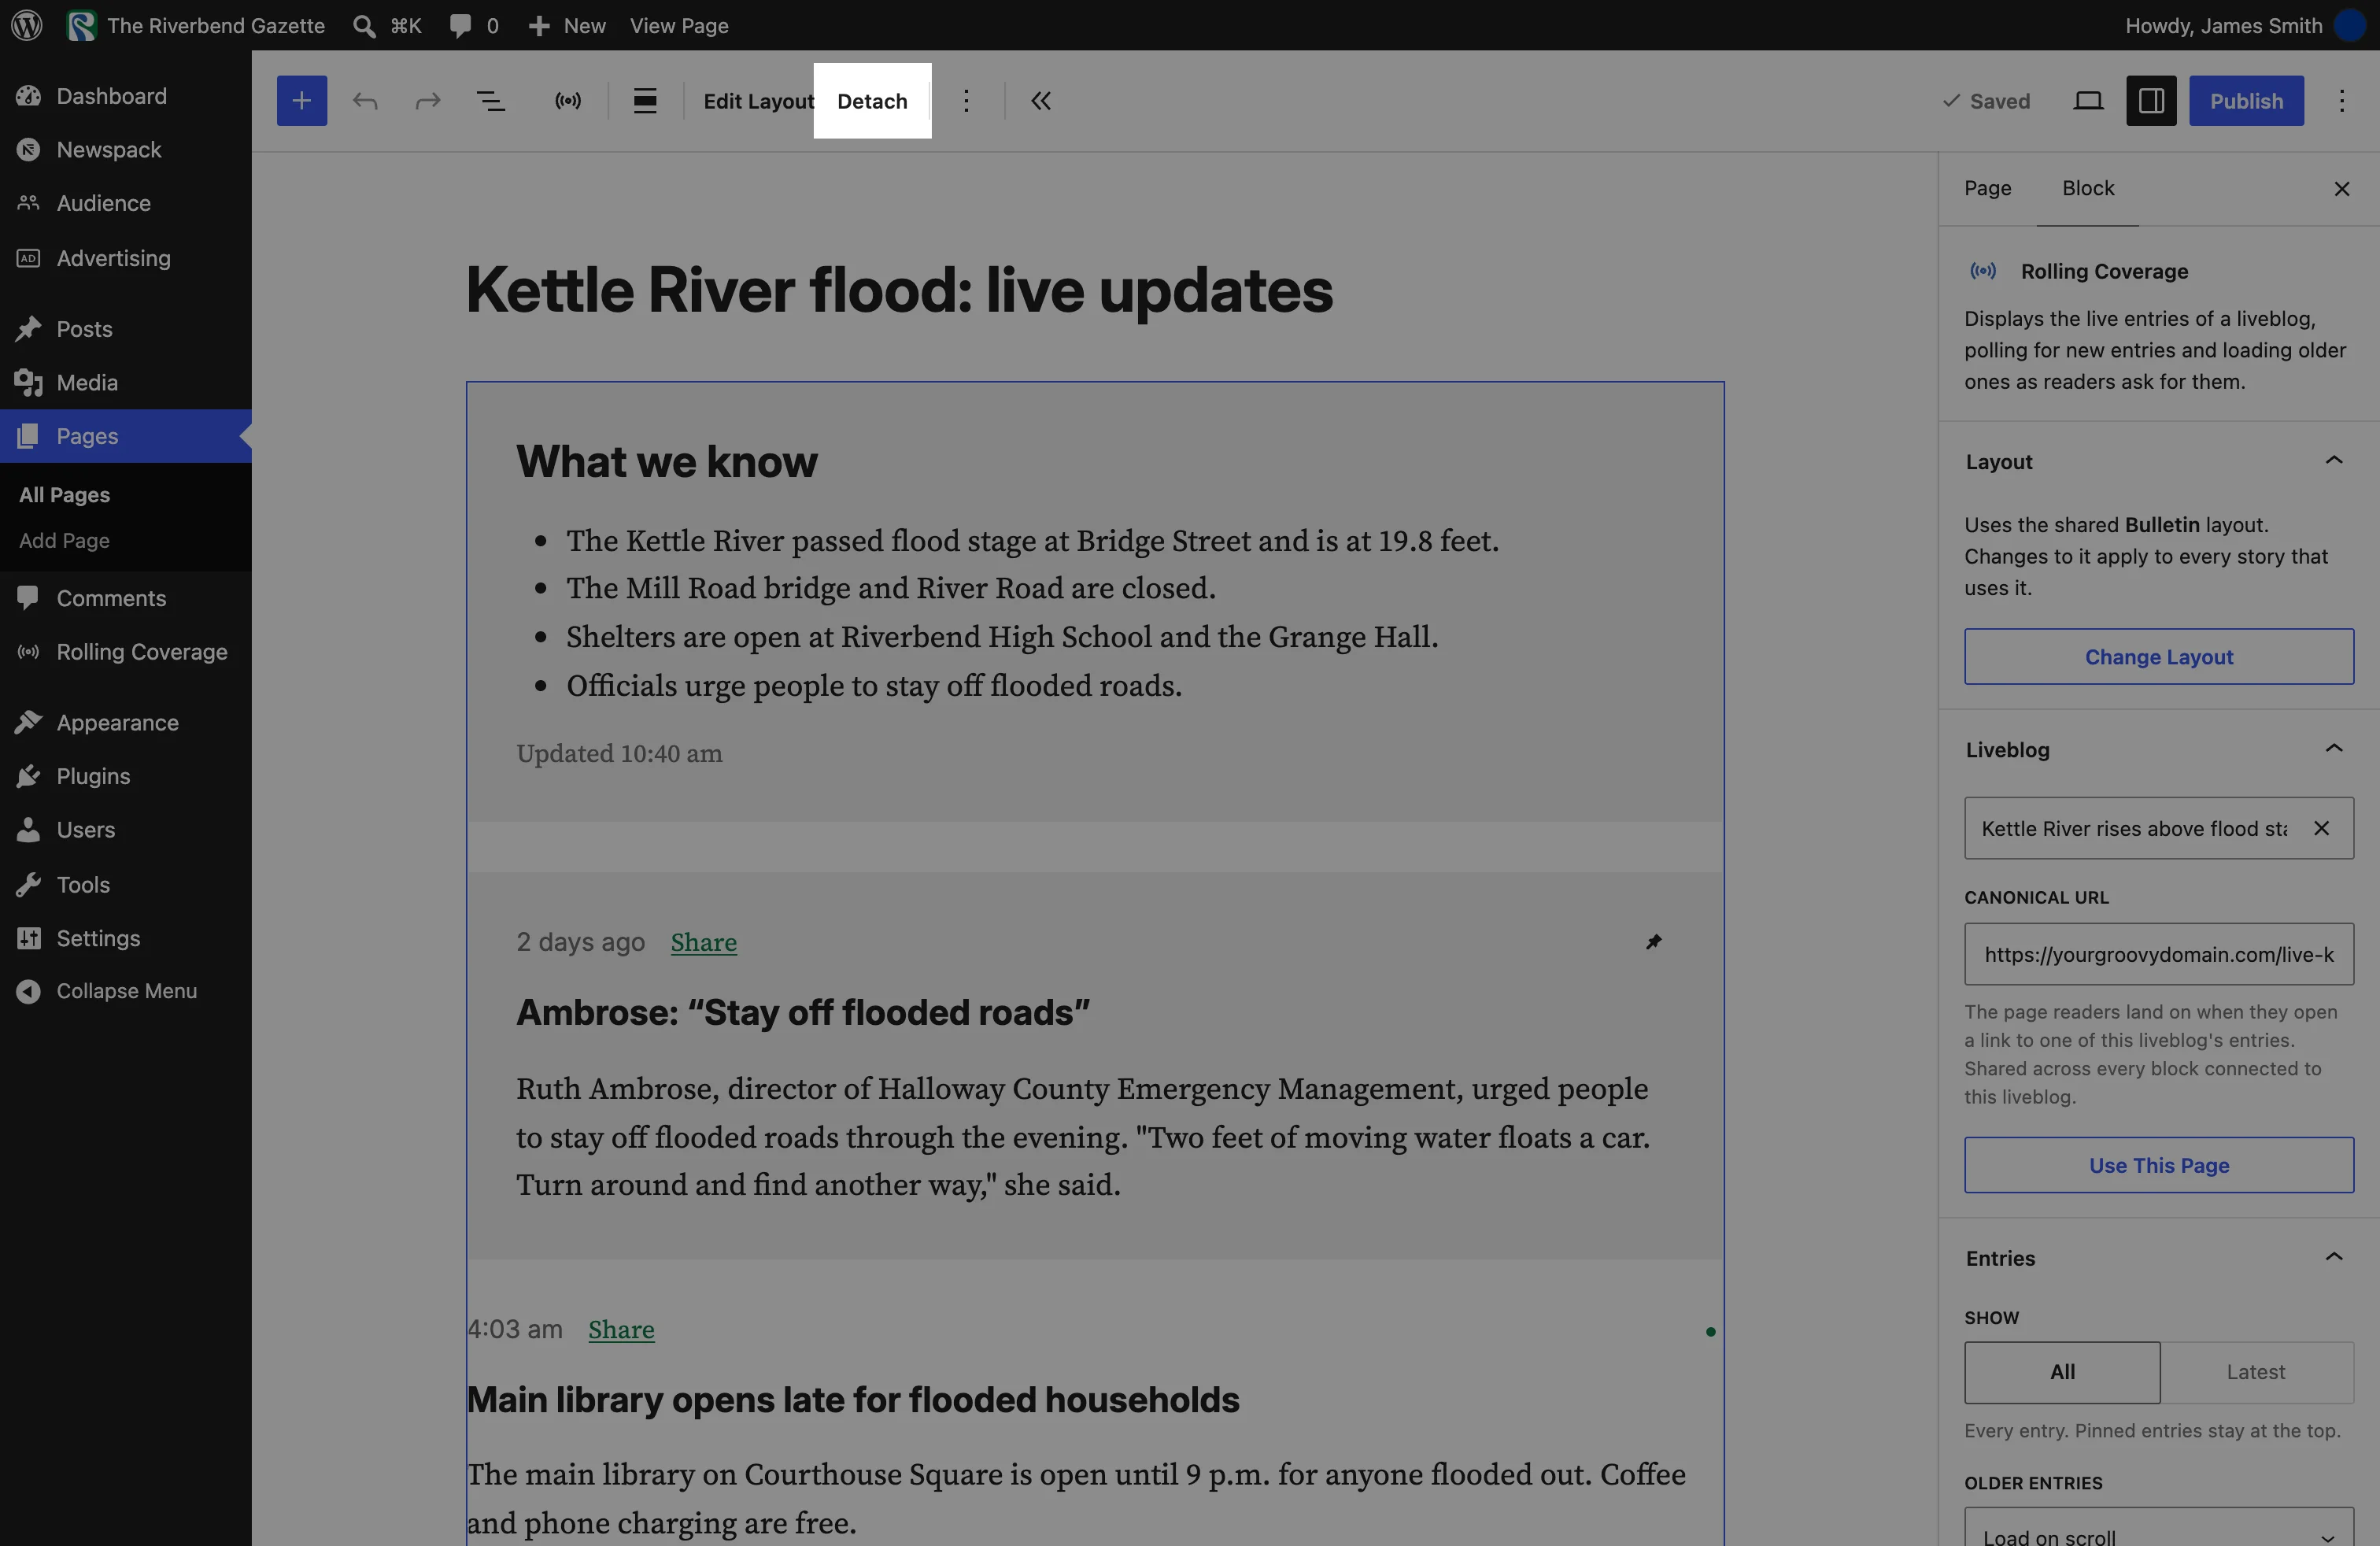 The Riverbend Gazette
⌘K
0
New
View Page
Howdy, James Smith
Dashboard
Newspack
Audience
AD
Advertising
Posts
Media
Pages
All Pages
Add Page
Comments
Rolling Coverage
Appearance
Plugins
Users
Tools
Settings
Collapse Menu
Edit Layout
Detach
Saved
Publish
Kettle River flood: live updates
What we know
• The Kettle River passed flood stage at Bridge Street and is at 19.8 feet.
• The Mill Road bridge and River Road are closed.
• Shelters are open at Riverbend High School and the Grange Hall.
• Officials urge people to stay off flooded roads.
Updated 10:40 am
2 days ago Share
Ambrose: “Stay off flooded roads”
Ruth Ambrose, director of Halloway County Emergency Management, urged people
to stay off flooded roads through the evening. "Two feet of moving water floats a car.
Turn around and find another way," she said.
4:03 am Share
Main library opens late for flooded households
The main library on Courthouse Square is open until 9 p.m. for anyone flooded out. Coffee
and phone charging are free.
Page
Block
Rolling Coverage
Displays the live entries of a liveblog,
polling for new entries and loading older
ones as readers ask for them.
Layout
Uses the shared Bulletin layout.
Changes to it apply to every story that
uses it.
Change Layout
Liveblog
Kettle River rises above flood sta
CANONICAL URL
https://yourgroovydomain.com/live-k
The page readers land on when they open
a link to one of this liveblog's entries.
Shared across every block connected to
this liveblog.
Use This Page
Entries
SHOW
All
Latest
Every entry. Pinned entries stay at the top.
OLDER ENTRIES
Load on scroll